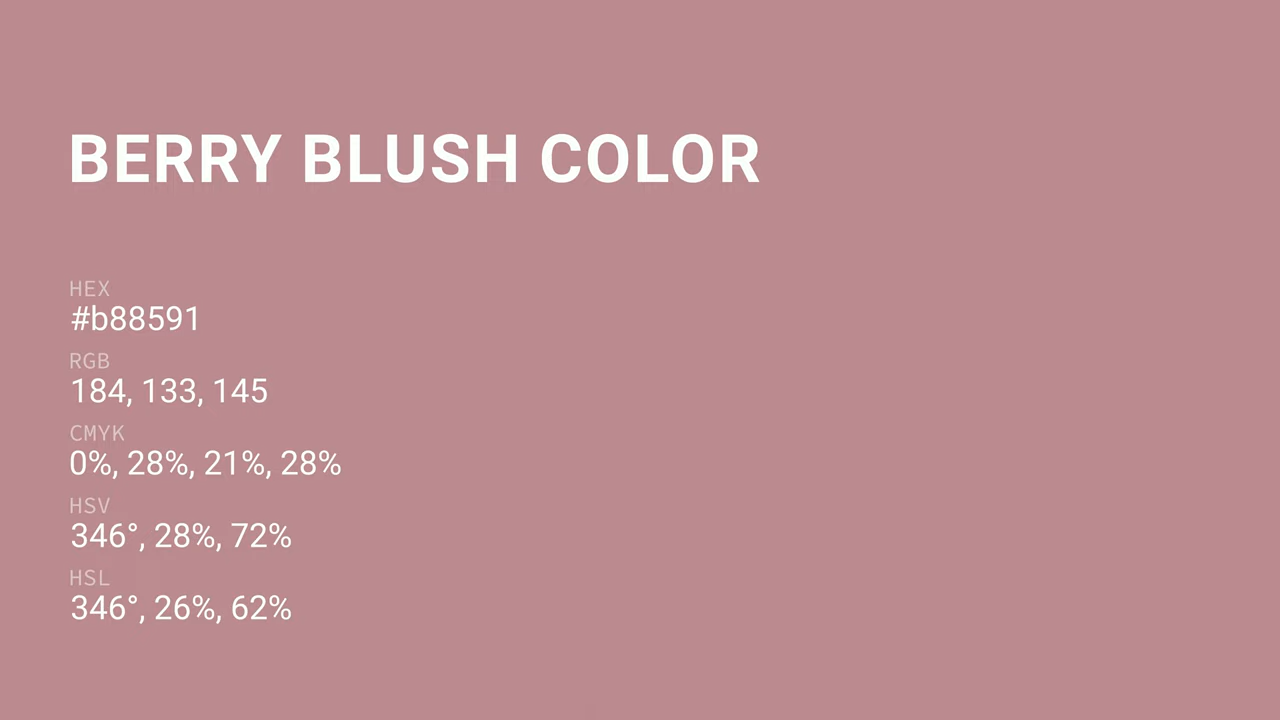 BERRY BLUSH COLOR
HEX
#b88591
RGB
184, 133, 145
CMYK
0%, 28%, 21%, 28%
HSV
346°, 28%, 72%
HSL
346°, 26%, 62%